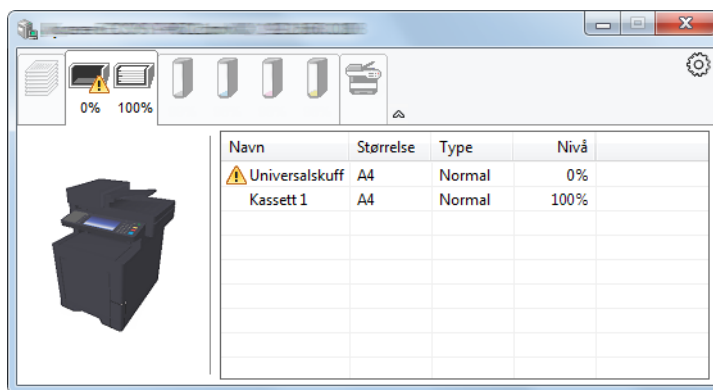 0% 100%
Navn Størrelse Type Nivå
Universalskuff A4 Normal 0%
Kassett 1 A4 Normal 100%